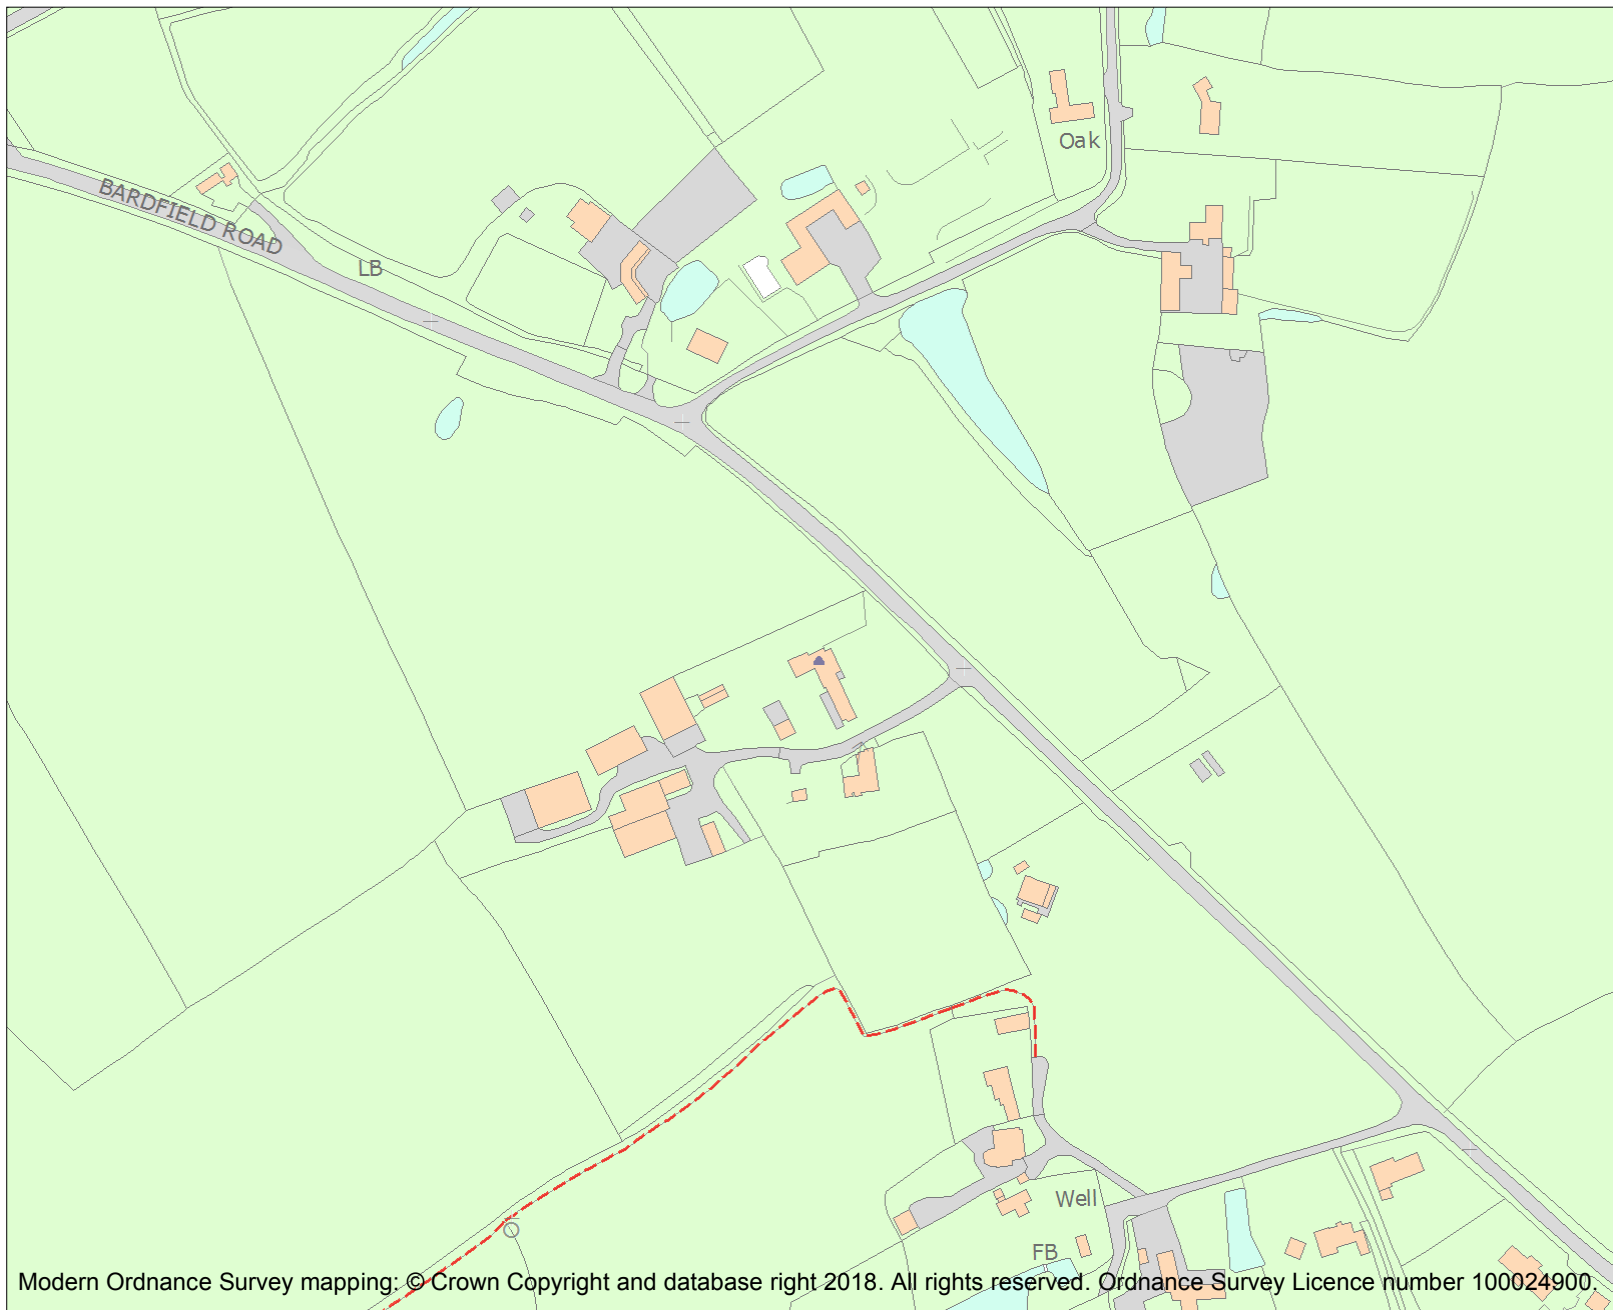 Oak
BARDFIELD ROAD
LB
Well
FB
Modern Ordnance Survey mapping: © Crown Copyright and database right 2018. All rights reserved. Ordnance Survey Licence number 100024900.